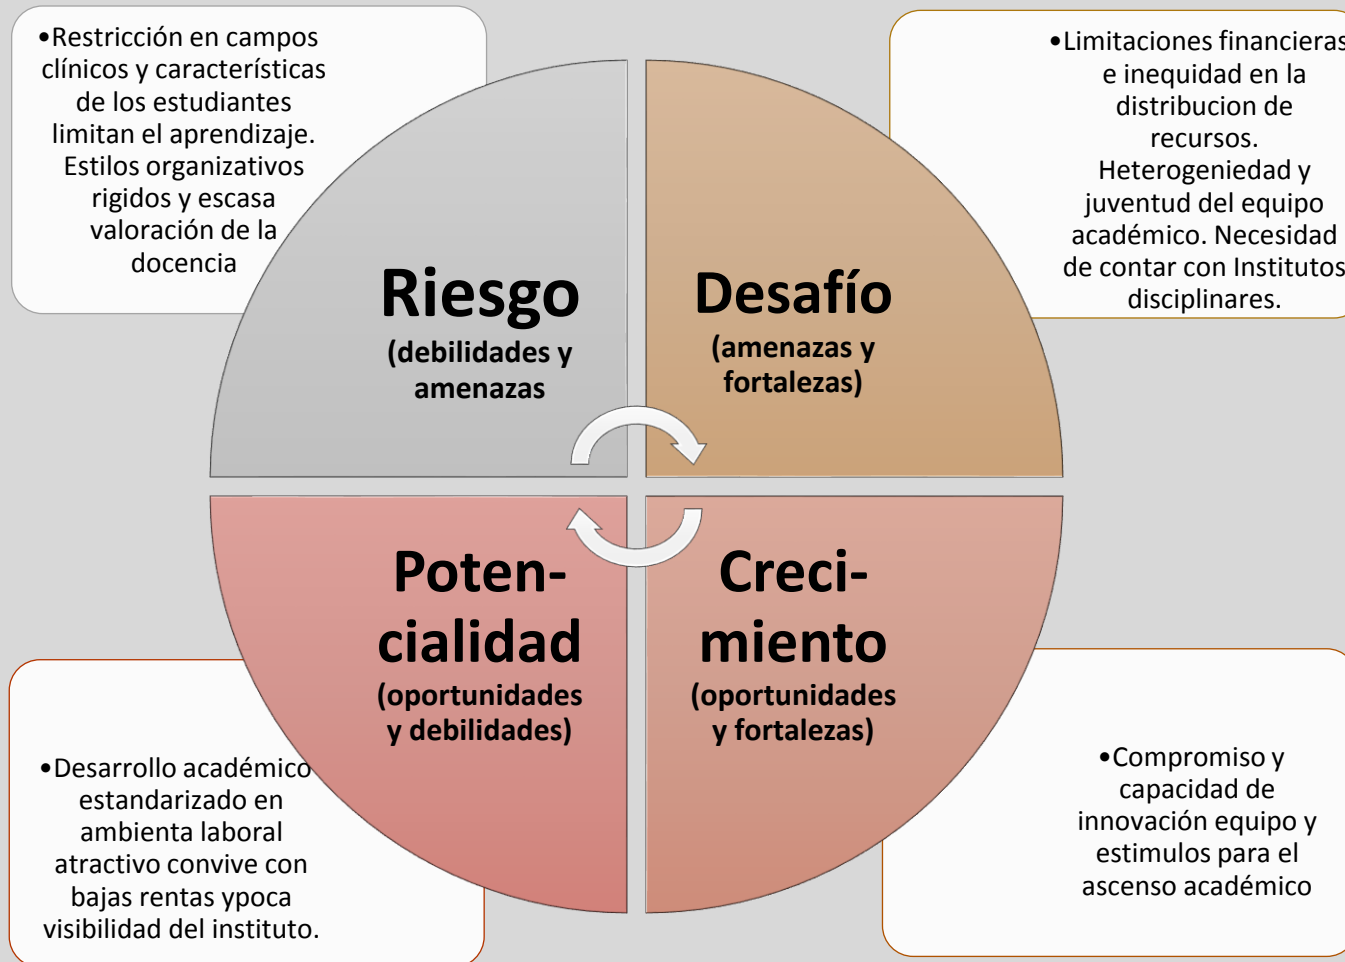 •Restricción en campos
clínicos y características
de los estudiantes
limitan el aprendizaje.
Estilos organizativos
rigidos y escasa
valoración de la
docencia
•Limitaciones financieras
e inequidad en la
distribucion de
recursos.
Heterogeniedad y
juventud del equipo
académico. Necesidad
de contar con Institutos
disciplinares.
Riesgo
(debilidades y
amenazas
Desafío
(amenazas y
fortalezas)
Poten-
cialidad
(oportunidades
y debilidades)
Creci-
miento
(oportunidades
y fortalezas)
•Desarrollo académico
estandarizado en
ambienta laboral
atractivo convive con
bajas rentas ypoca
visibilidad del instituto.
•Compromiso y
capacidad de
innovación equipo y
estimulos para el
ascenso académico